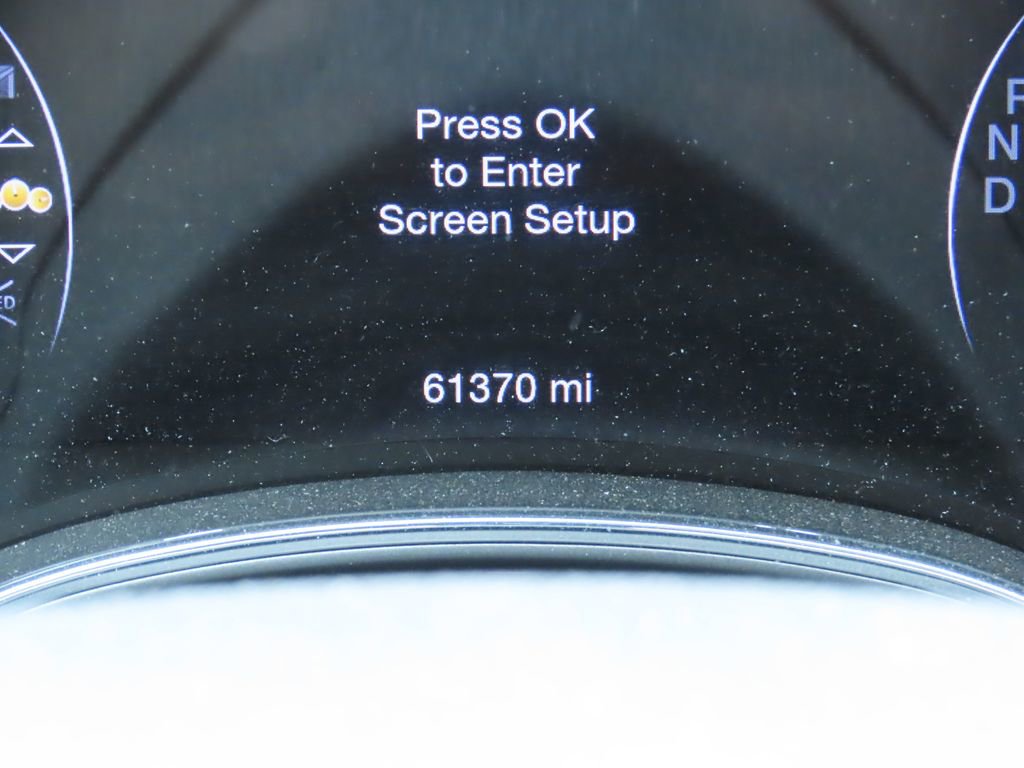 Press OK
to Enter
Screen Setup
61370 mi
N
D